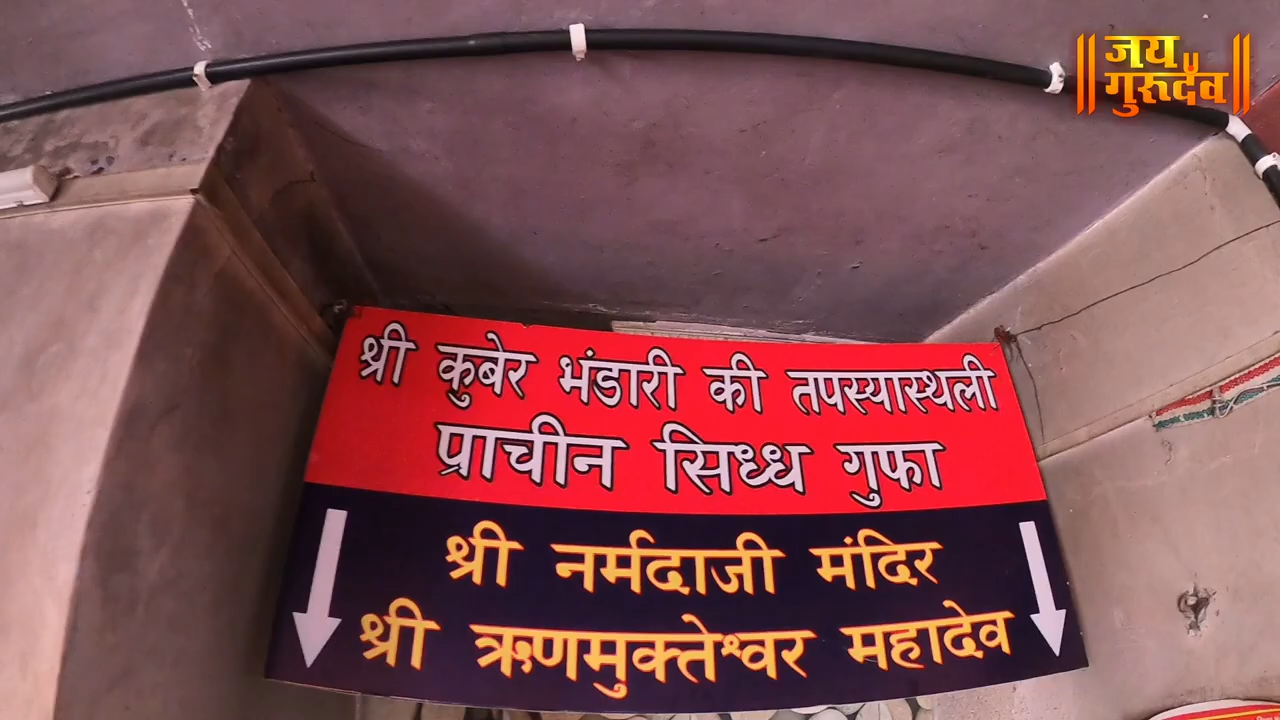 ॥ जय गुरूदेव ॥
श्री कुबेर भंडारी की तपस्यास्थली
प्राचीन सिध्ध गुफा
श्री नर्मदाजी मंदिर
श्री ऋणमुक्तेश्वर महादेव